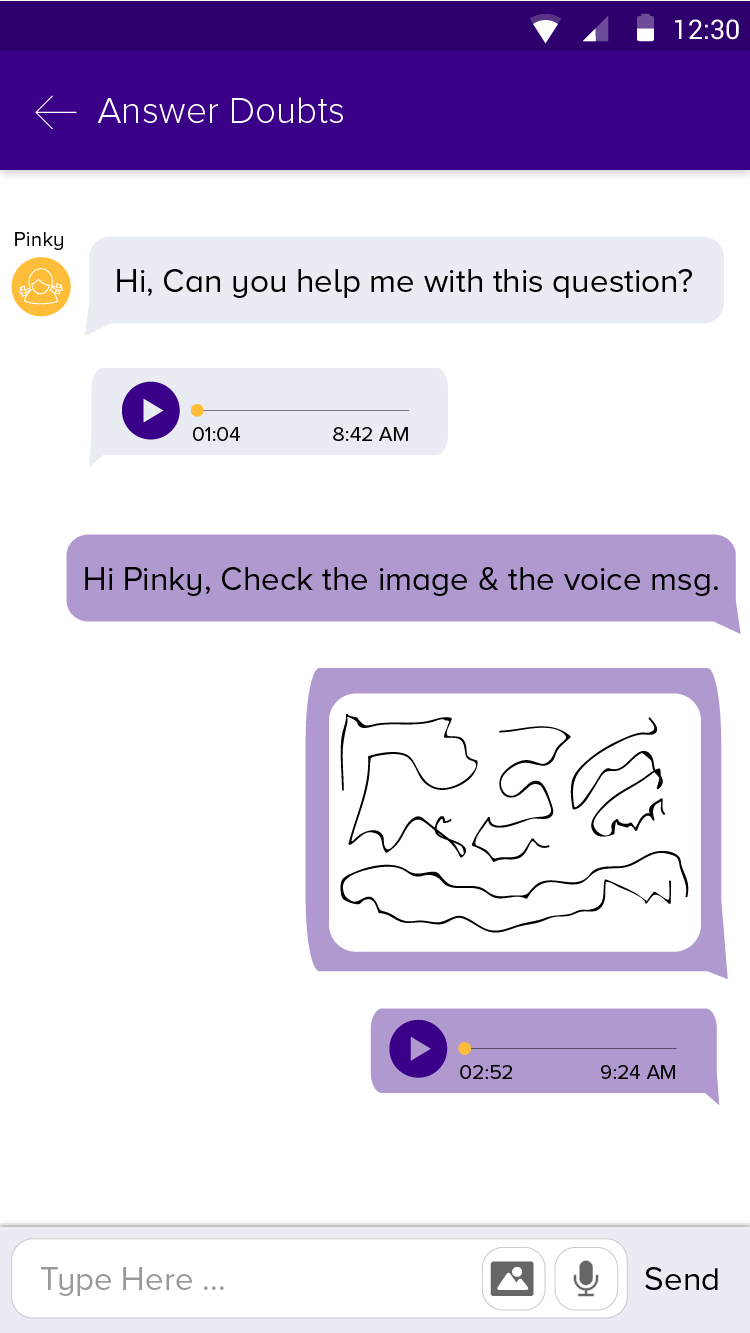 12:30
Answer Doubts
Pinky
Hi, Can you help me with this question?
01:04 8:42 AM
Hi Pinky, Check the image & the voice msg.
02:52 9:24 AM
Type Here ... Send